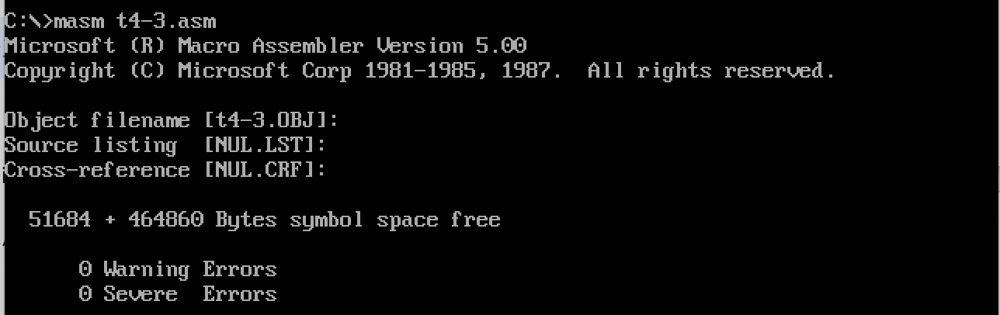 C:\>masm t4-3.asm
Microsoft (R) Macro Assembler Version 5.00
Copyright (C) Microsoft Corp 1981-1985, 1987.  All rights reserved.
Object filename [t4-3.OBJ]:
Source listing  [NUL.LST]:
Cross-reference [NUL.CRF]:
51684 + 464860 Bytes symbol space free
0 Warning Errors
0 Severe  Errors